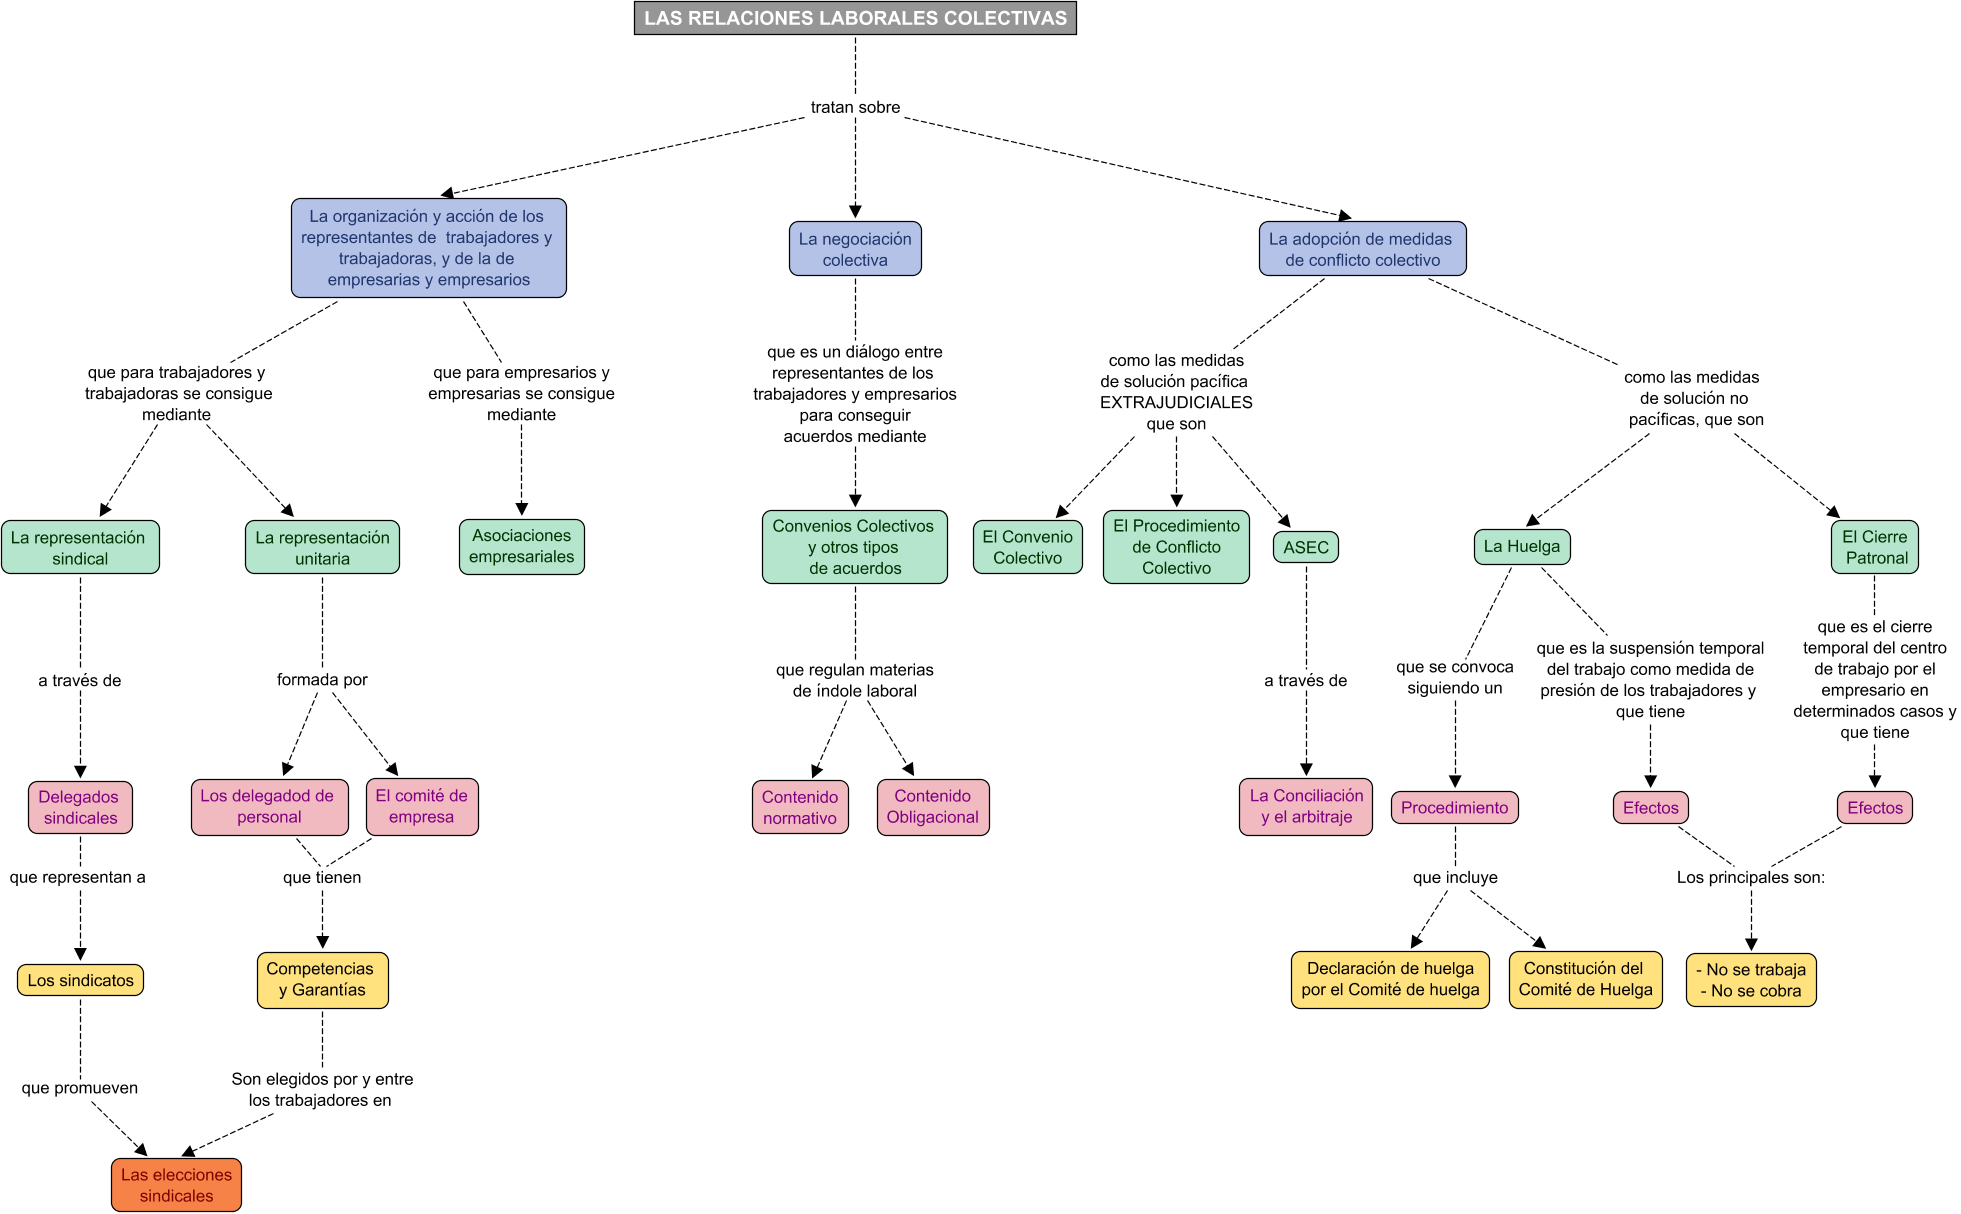 LAS RELACIONES LABORALES COLECTIVAS
tratan sobre
La organización y acción de los
representantes de trabajadores y
trabajadoras, y de la de
empresarias y empresarios
La negociación
colectiva
La adopción de medidas
de conflicto colectivo
que para trabajadores y
trabajadoras se consigue
mediante
que para empresarios y
empresarias se consigue
mediante
que es un diálogo entre
representantes de los
trabajadores y empresarios
para conseguir
acuerdos mediante
como las medidas
de solución pacífica
EXTRAJUDICIALES
que son
como las medidas
de solución no
pacíficas, que son
La representación
sindical
La representación
unitaria
Asociaciones
empresariales
Convenios Colectivos
y otros tipos
de acuerdos
El Convenio
Colectivo
El Procedimiento
de Conflicto
Colectivo
ASEC
La Huelga
El Cierre
Patronal
a través de
formada por
que regulan materias
de índole laboral
a través de
que se convoca
siguiendo un
que es la suspensión temporal
del trabajo como medida de
presión de los trabajadores y
que tiene
que es el cierre
temporal del centro
de trabajo por el
empresario en
determinados casos y
que tiene
Delegados
sindicales
Los delegadod de
personal
El comité de
empresa
Contenido
normativo
Contenido
Obligacional
La Conciliación
y el arbitraje
Procedimiento
Efectos
Efectos
que representan a
que tienen
que incluye
Los principales son:
Los sindicatos
Competencias
y Garantías
Declaración de huelga
por el Comité de huelga
Constitución del
Comité de Huelga
- No se trabaja
- No se cobra
que promueven
Son elegidos por y entre
los trabajadores en
Las elecciones
sindicales